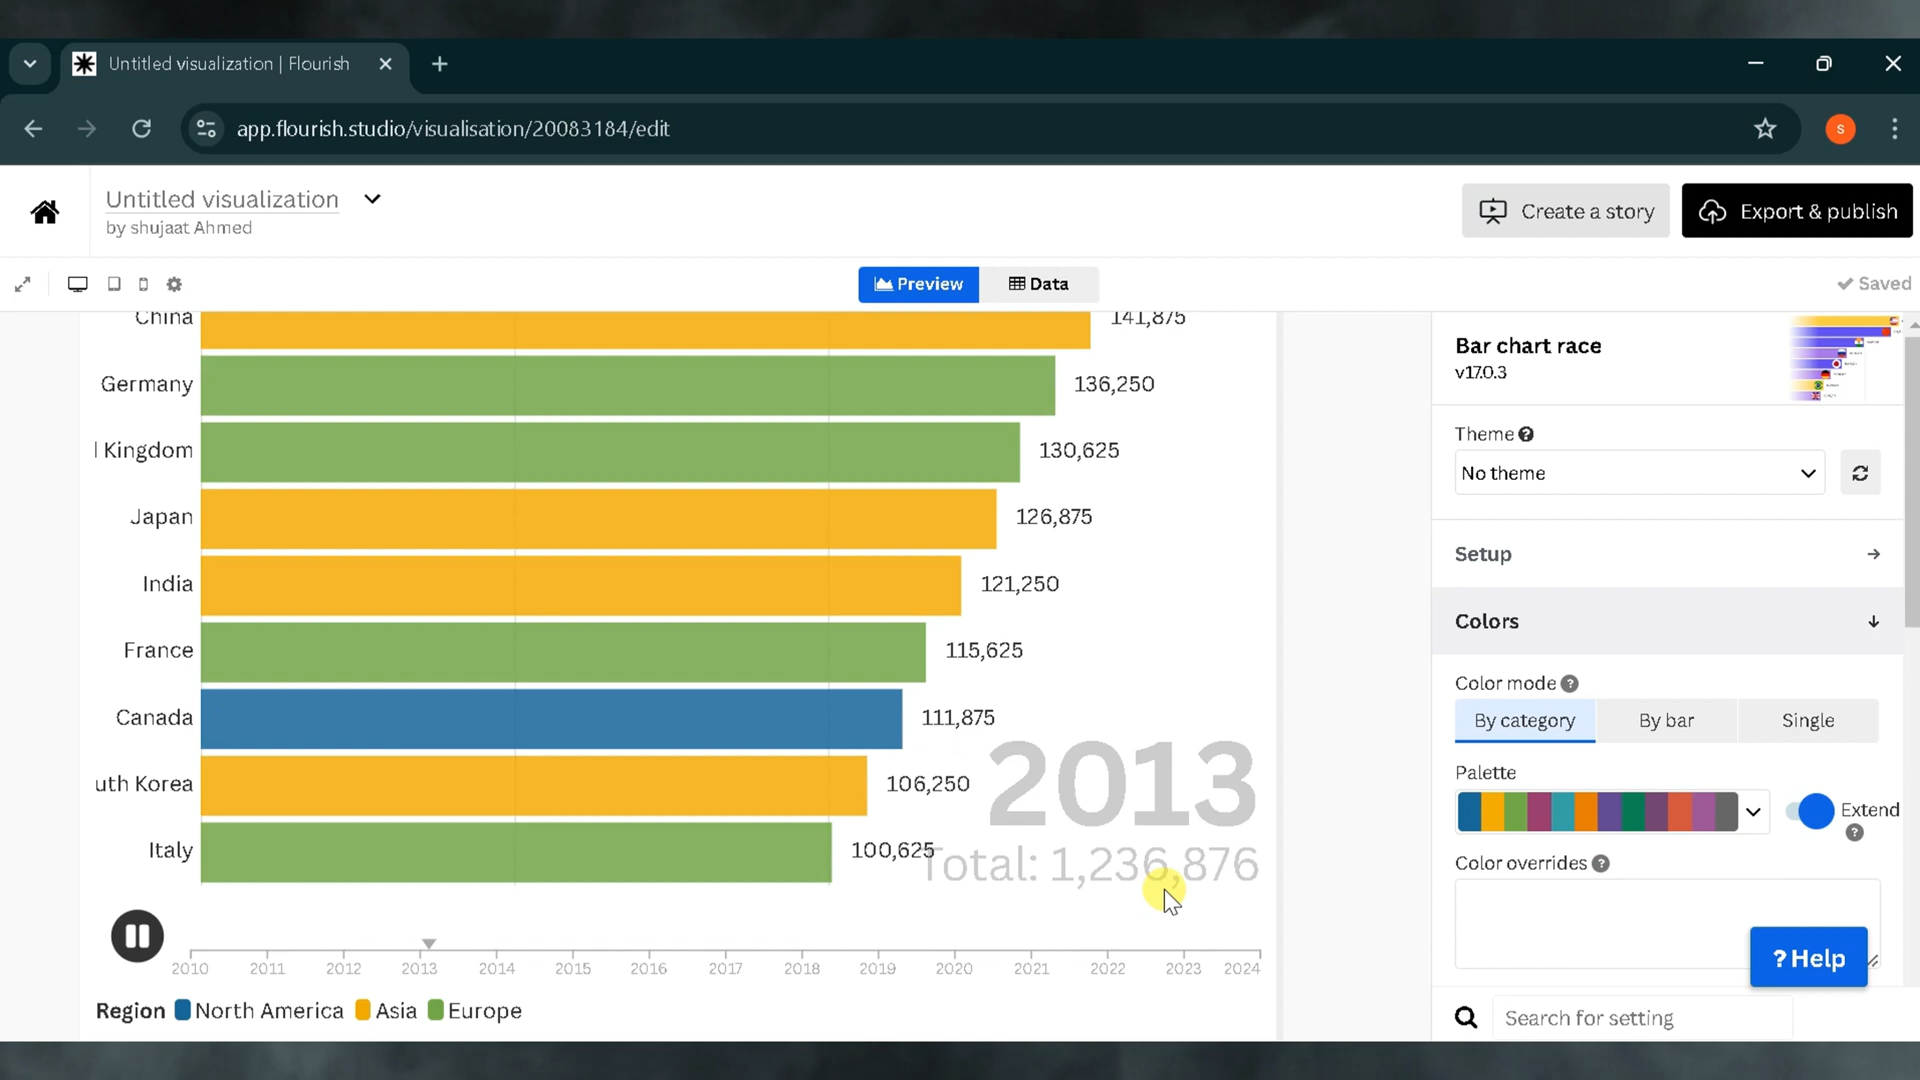 Untitled visualization | Flourish
app.flourish.studio/visualisation/20083184/edit
S
Untitled visualization
by shujaat Ahmed
Create a story
Export & publish
Preview
Data
Saved
China 141,875
Germany 136,250
l Kingdom 130,625
Japan 126,875
India 121,250
France 115,625
Canada 111,875
uth Korea 106,250
Italy 100,625
2013
Total: 1,236,876
2010 2011 2012 2013 2014 2015 2016 2017 2018 2019 2020 2021 2022 2023 2024
Region North America Asia Europe
Bar chart race
v17.0.3
Theme ?
No theme
Setup
Colors
Color mode ?
By category By bar Single
Palette
Extend
?
Color overrides ?
? Help
Search for setting